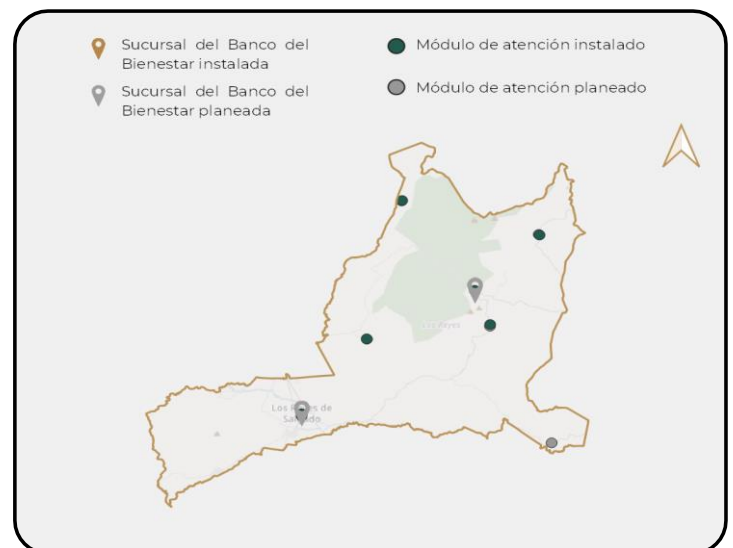 Sucursal del Banco del
Bienestar instalada
Sucursal del Banco del
Bienestar planeada
Módulo de atención instalado
Módulo de atención planeado
Los Reyes
Los Reyes de
Salgado